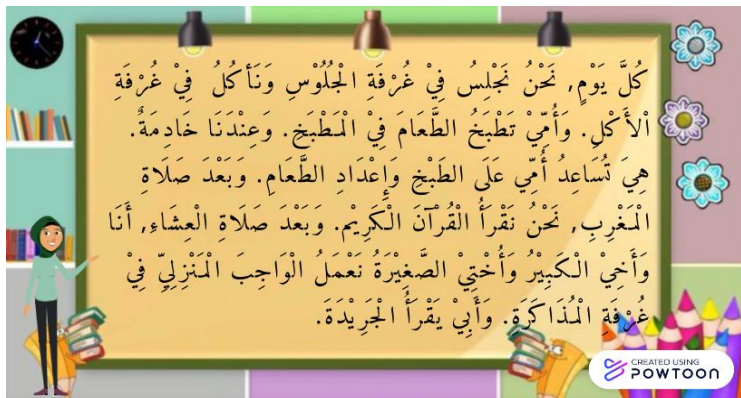 كُلَّ يَوْمٍ, نَحْنُ نَجْلِسُ فِيْ غُرْفَةِ الْجُلُوْسِ وَنَأْكُلُ فِيْ غُرْفَةِ
الْأَكْلِ. وَأُمِّيْ تَطْبَخُ الطَّعَامَ فِيْ الْمَطْبَخِ. وَعِنْدَنَا خَادِمَةٌ.
هِيَ تُسَاعِدُ أُمِّي عَلَى الطَبْخِ وَإِعْدَادِ الطَّعَامِ. وَبَعْدَ صَلَاةِ
الْمَغْرِبِ, نَحْنُ نَقْرَأُ الْقُرْآنَ الْكَرِيْم. وَبَعْدَ صَلَاةِ الْعِشَاءِ, أَنَا
وَأَخِيْ الْكَبِيْرُ وَأُخْتِيْ الصَّغِيْرَةُ نَعْمَلُ الْوَاجِبَ الْمَنْزِلِيِّ فِيْ
غُرْفَةِ الْمُذَاكَرَةِ. وَأَبِيْ يَقْرَأُ الْجَرِيْدَةَ.
CREATED USING
POWTOON